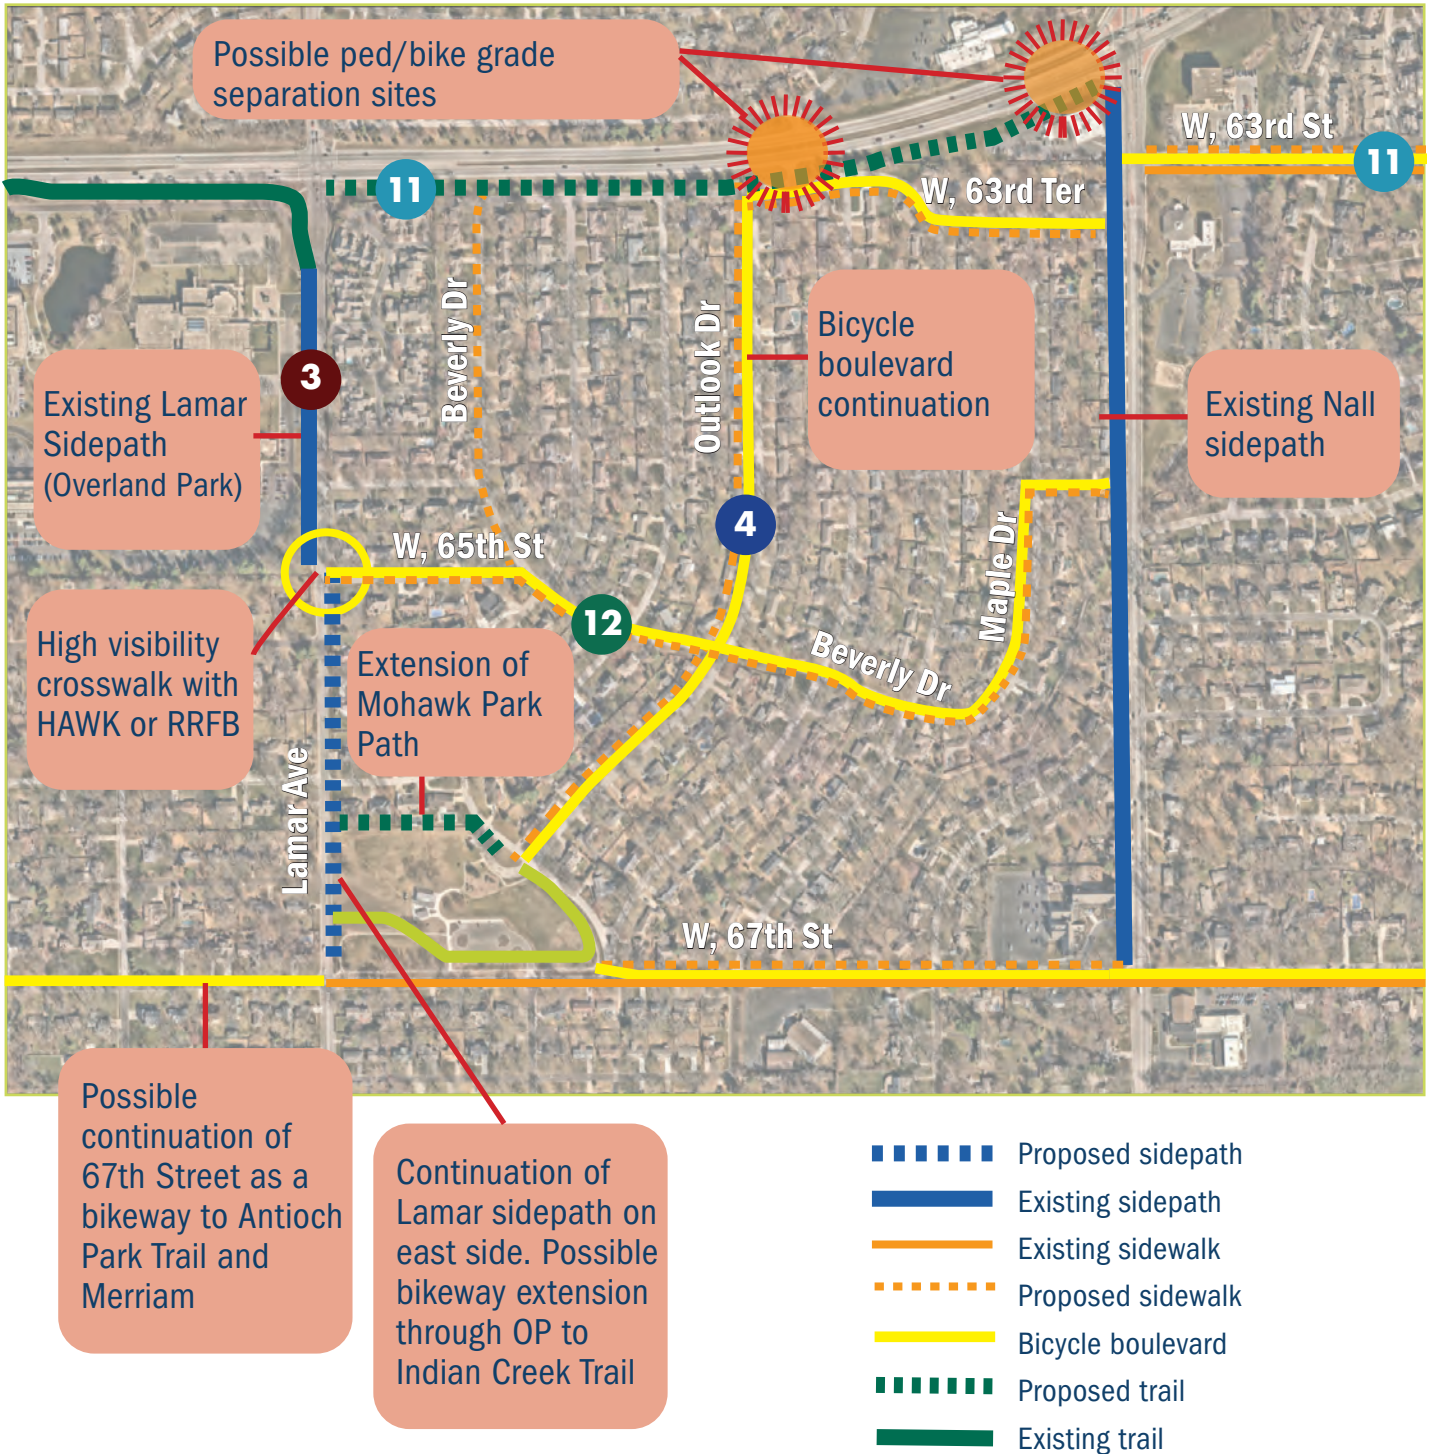 Possible ped/bike grade
separation sites
W, 63rd St
11
11
W, 63rd Ter
Beverly Dr
Outlook Dr
Bicycle
boulevard
continuation
3
Existing Lamar
Sidepath
(Overland Park)
Existing Nall
sidepath
4
W, 65th St
Maple Dr
12
High visibility
crosswalk with
HAWK or RRFB
Extension of
Mohawk Park
Path
Beverly Dr
Lamar Ave
W, 67th St
Possible
continuation of
67th Street as a
bikeway to Antioch
Park Trail and
Merriam
Continuation of
Lamar sidepath on
east side. Possible
bikeway extension
through OP to
Indian Creek Trail
Proposed sidepath
Existing sidepath
Existing sidewalk
Proposed sidewalk
Bicycle boulevard
Proposed trail
Existing trail